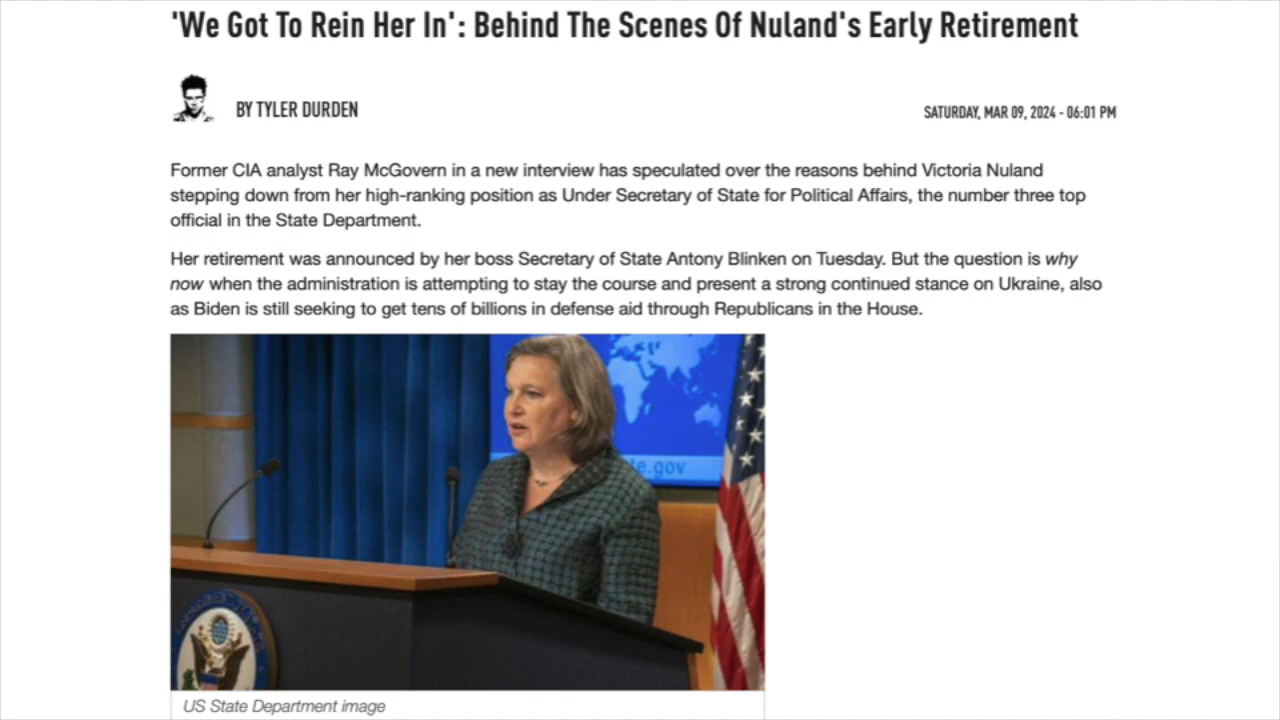 'We Got To Rein Her In': Behind The Scenes Of Nuland's Early Retirement
BY TYLER DURDEN
SATURDAY, MAR 09, 2024 - 06:01 PM
Former CIA analyst Ray McGovern in a new interview has speculated over the reasons behind Victoria Nuland
stepping down from her high-ranking position as Under Secretary of State for Political Affairs, the number three top
official in the State Department.
Her retirement was announced by her boss Secretary of State Antony Blinken on Tuesday. But the question is why
now when the administration is attempting to stay the course and present a strong continued stance on Ukraine, also
as Biden is still seeking to get tens of billions in defense aid through Republicans in the House.
e.gov
US State Department image